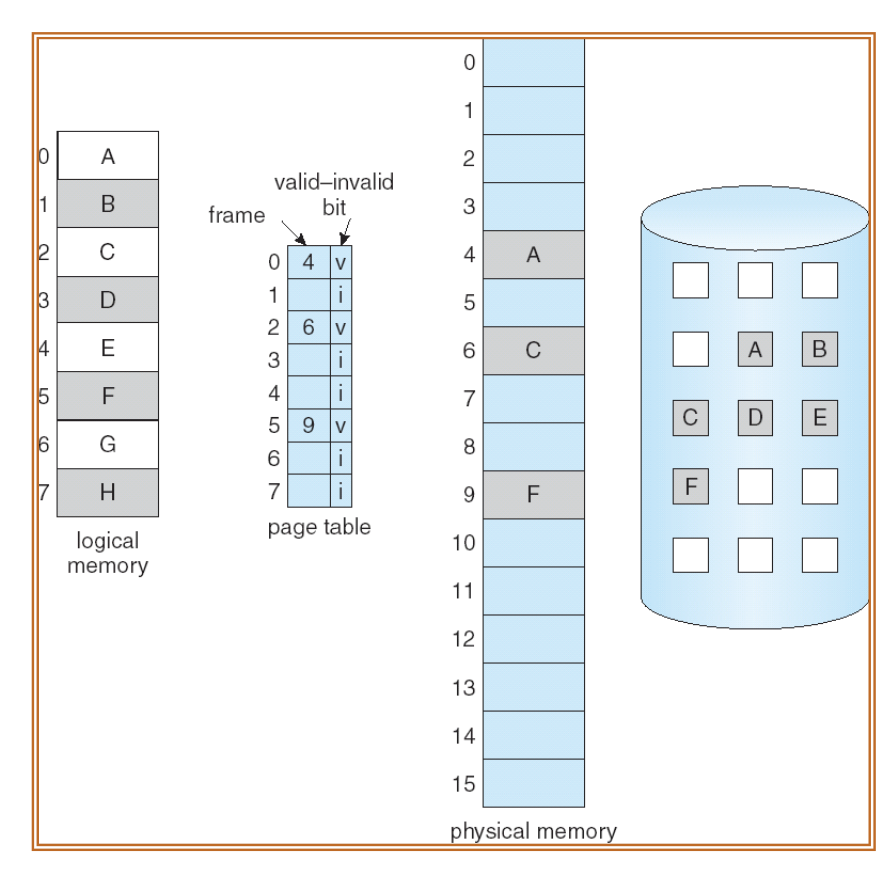 0 A
1 B
2 C
3 D
4 E
5 F
6 G
7 H
logical
memory
valid–invalid
bit
frame
0 4 v
1 i
2 6 v
3 i
4 i
5 9 v
6 i
7 i
page table
0
1
2
3
4 A
5
6 C
7
8
9 F
10
11
12
13
14
15
physical memory
A B
C D E
F